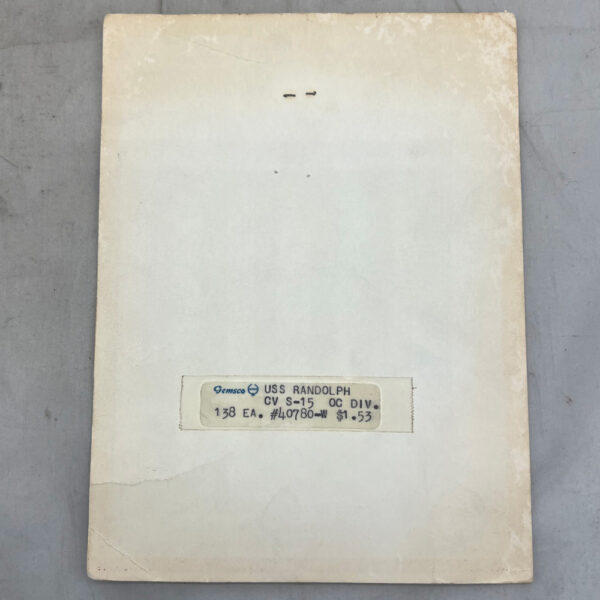 Gemsco USS RANDOLPH
CV S-15 OC DIV.
138 EA. #40780-W $1.53